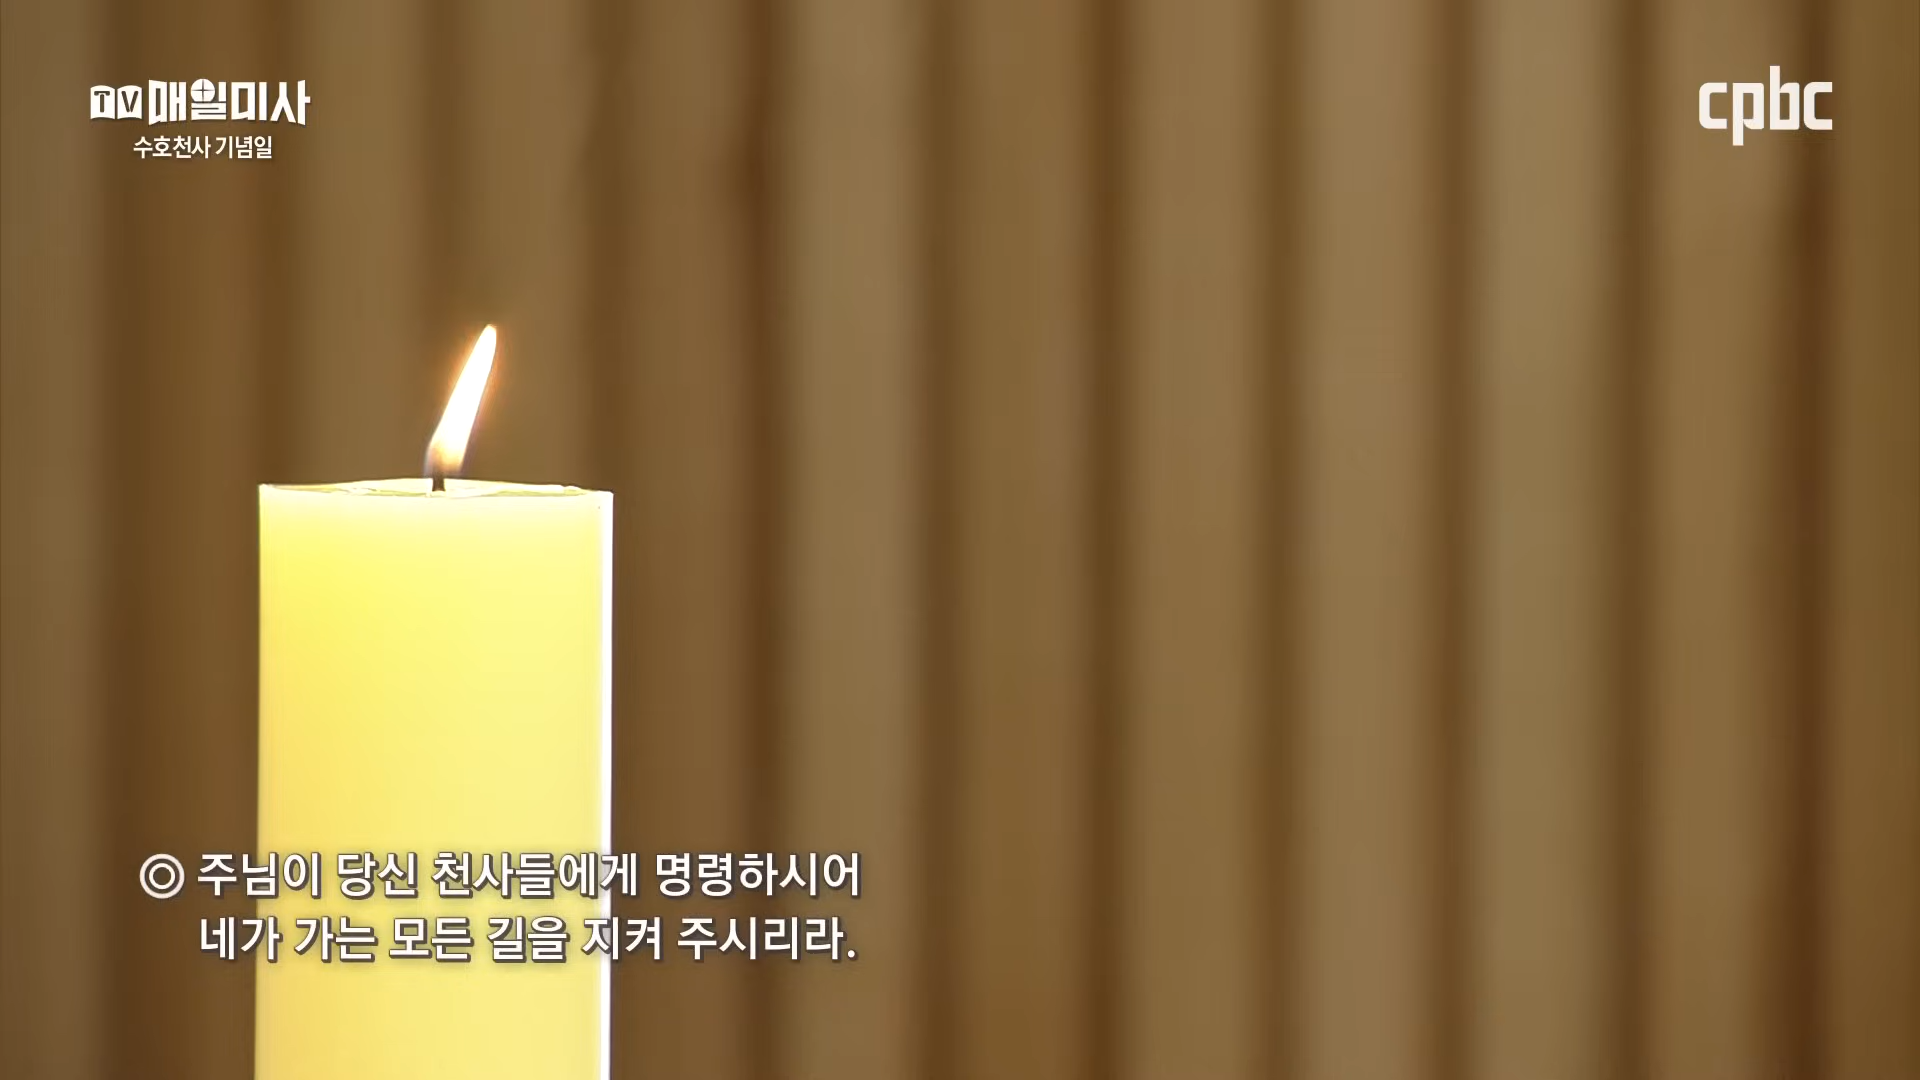 TV매일미사
수호천사 기념일
cpbc
◎ 주님이 당신 천사들에게 명령하시어
네가 가는 모든 길을 지켜 주시리라.